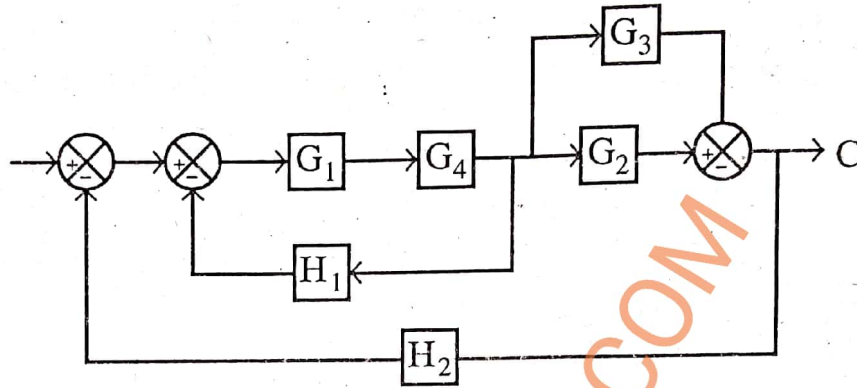 G₃
+ − + − G₁ G₄ G₂ + − C
H₁
H₂
COM